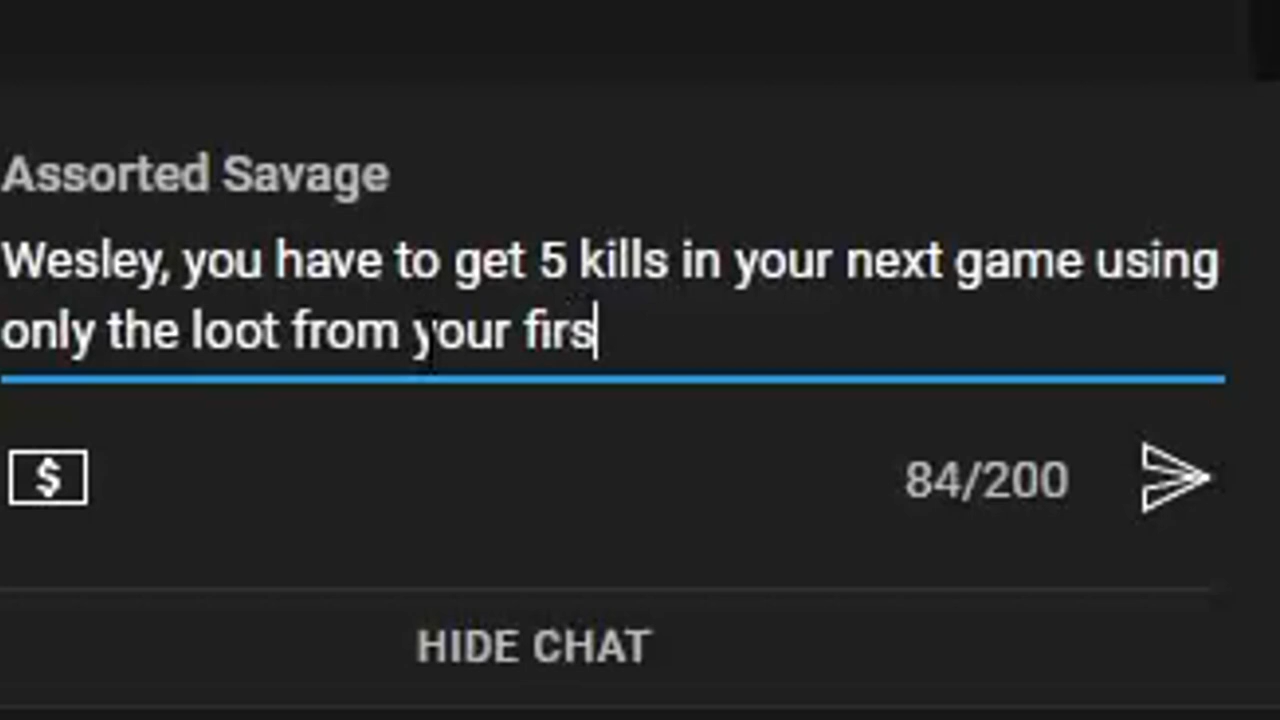 Assorted Savage
Wesley, you have to get 5 kills in your next game using
only the loot from your firs
$
84/200
HIDE CHAT